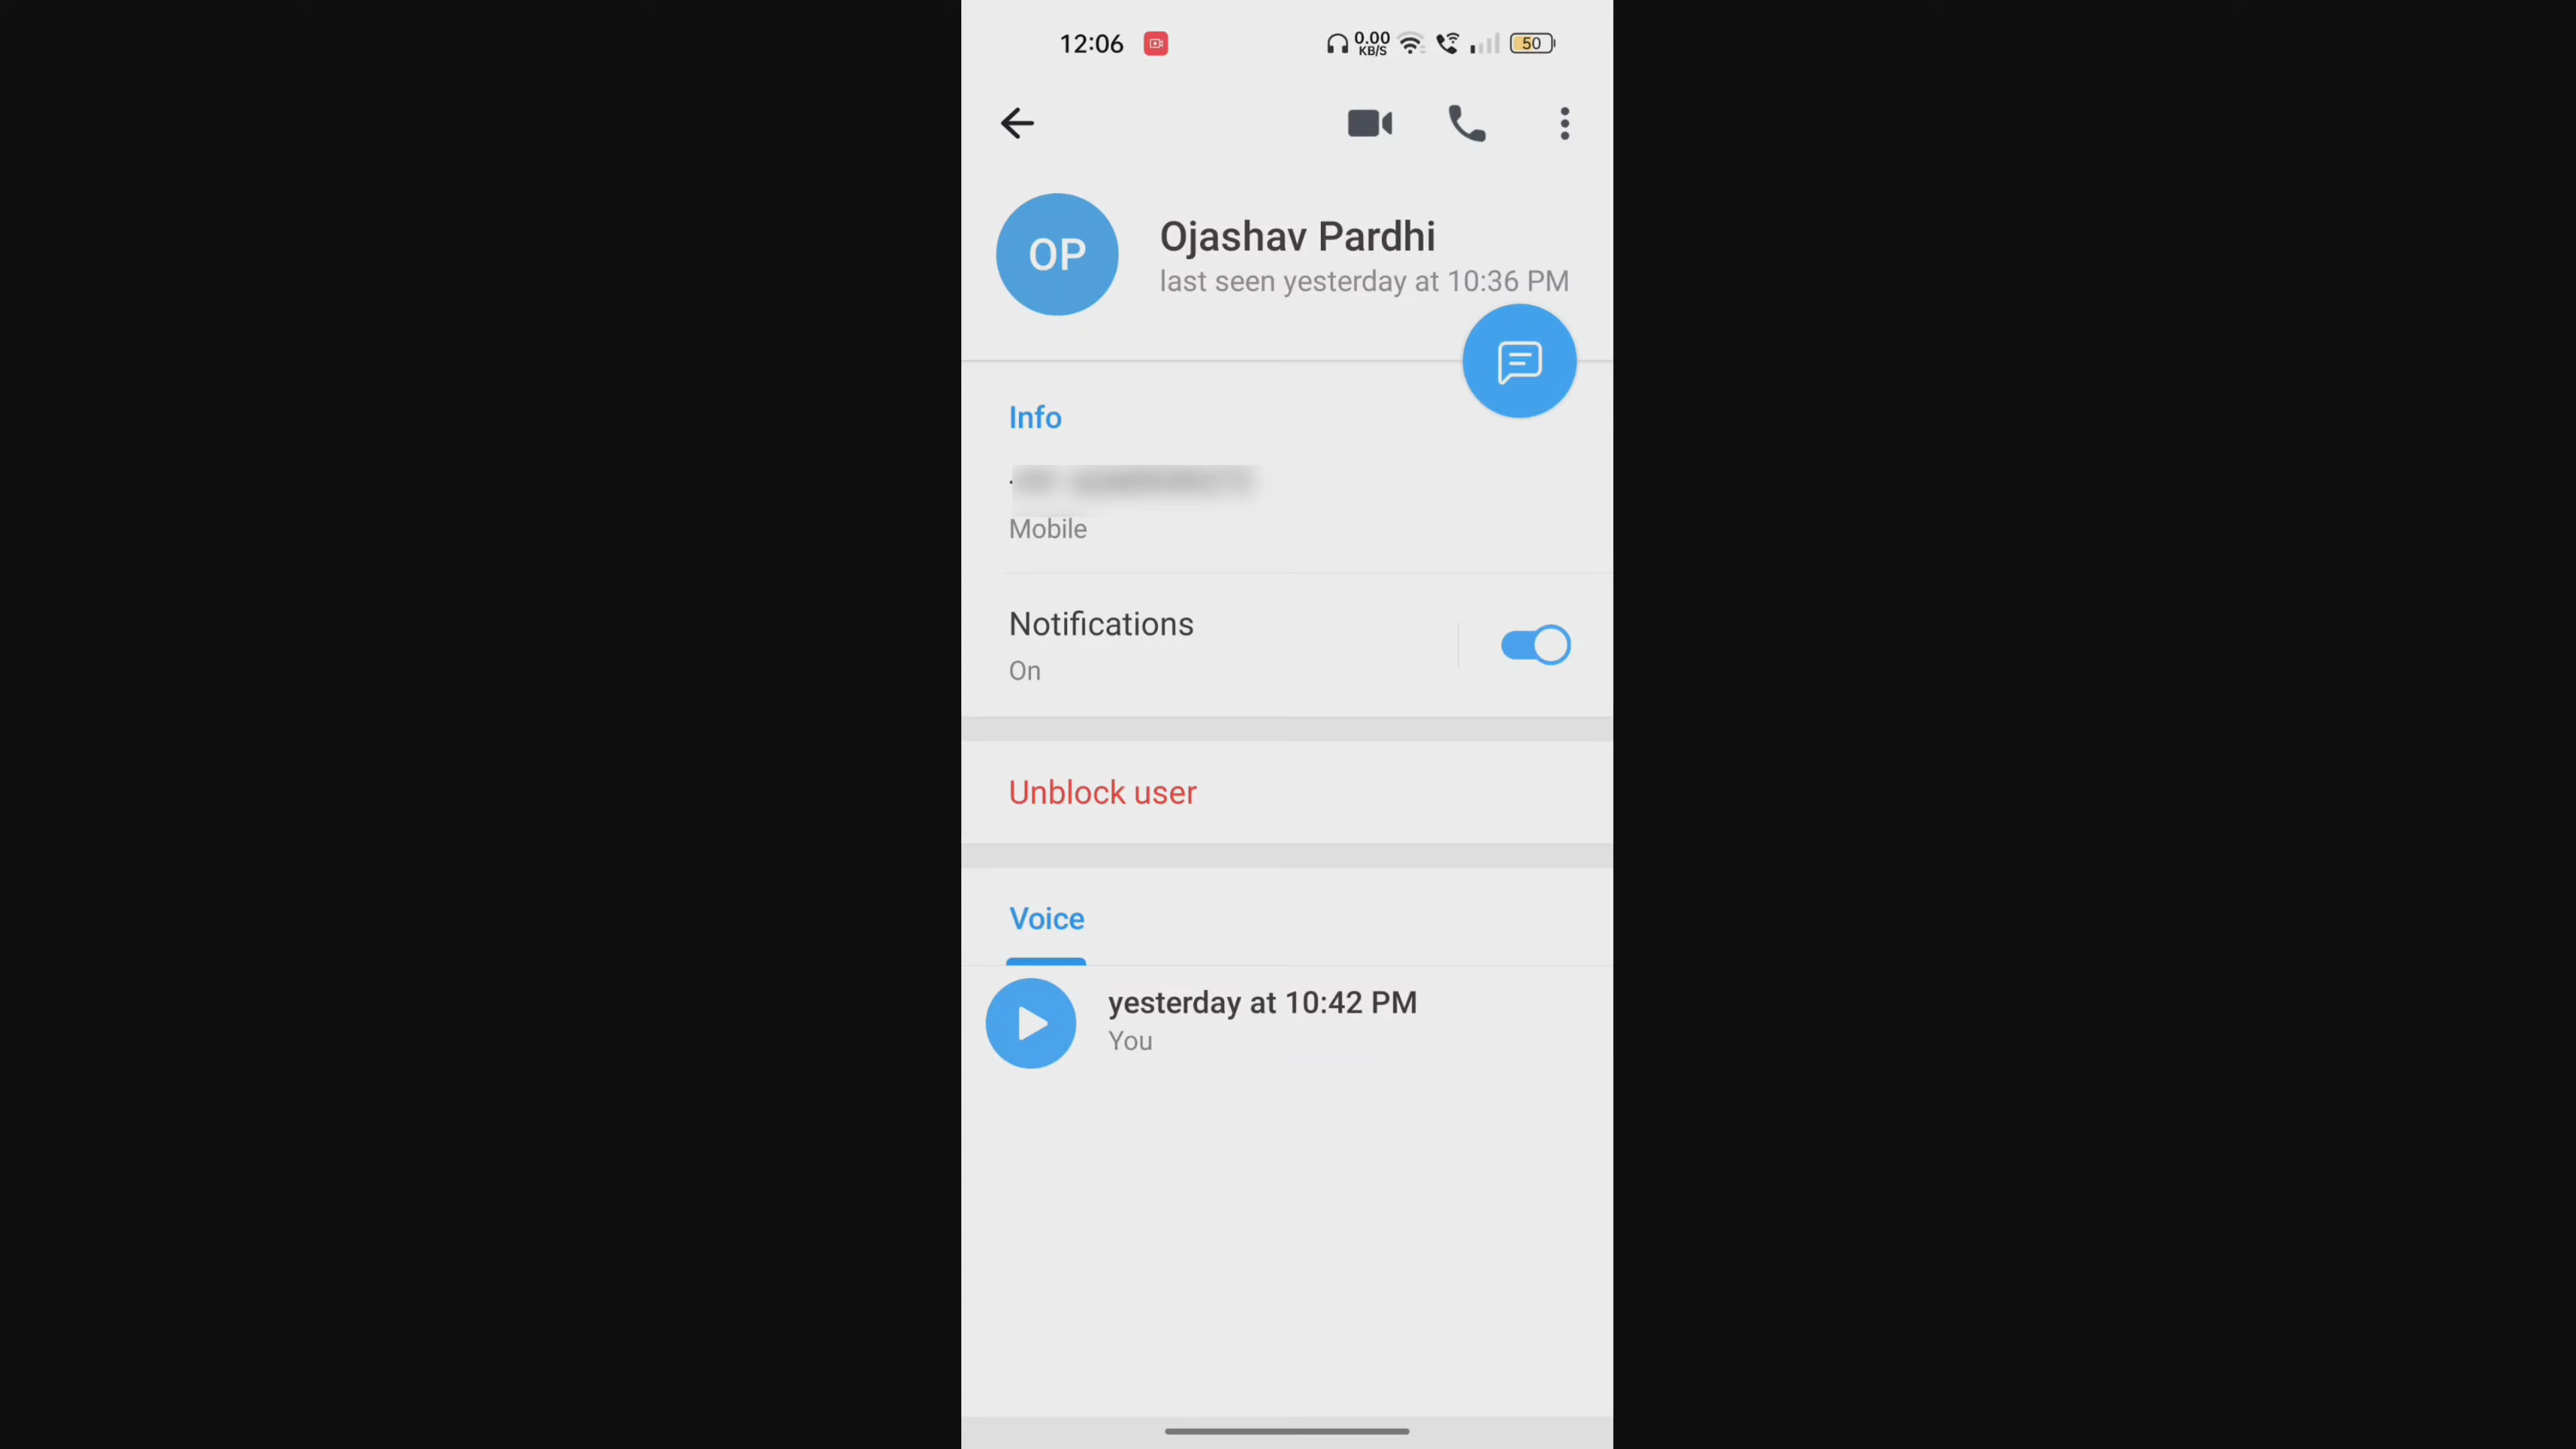 12:06
0.00
KB/S
50
OP
Ojashav Pardhi
last seen yesterday at 10:36 PM
Info
Mobile
Notifications
On
Unblock user
Voice
yesterday at 10:42 PM
You